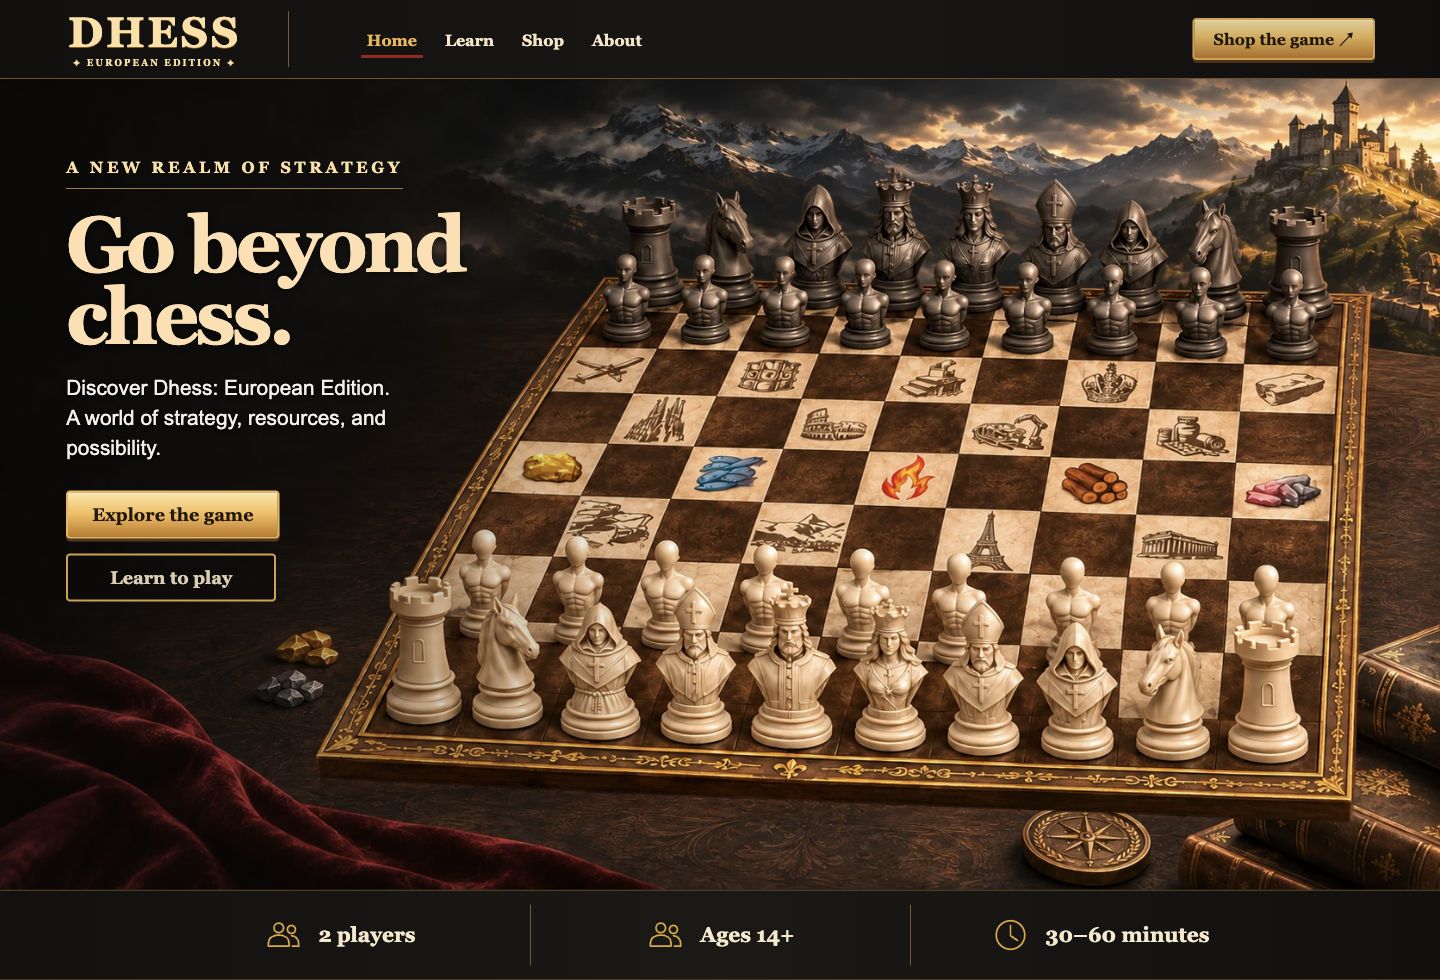 DHESS
✦ EUROPEAN EDITION ✦
Home
Learn
Shop
About
Shop the game ↗
A NEW REALM OF STRATEGY
Go beyond
chess.
Discover Dhess: European Edition.
A world of strategy, resources, and
possibility.
Explore the game
Learn to play
2 players
Ages 14+
30–60 minutes